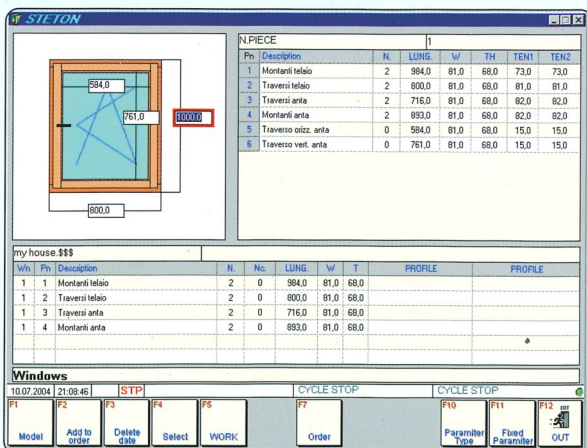 STETON
N.PIECE 1
Pn Description N. LUNG. W TH TEN1 TEN2
1 Montanti telaio 2 984,0 81,0 68,0 73,0 73,0
2 Traversi telaio 2 800,0 81,0 68,0 81,0 81,0
3 Traversi anta 2 716,0 81,0 68,0 82,0 82,0
4 Montanti anta 2 893,0 81,0 68,0 82,0 82,0
5 Traverso orizz. anta 0 584,0 81,0 68,0 15,0 15,0
6 Traverso vert. anta 0 761,0 81,0 68,0 15,0 15,0
584,0
761,0
1000.0
800,0
my house.$$$
Wn Pn Description N. Nc. LUNG. W T PROFILE PROFILE
1 1 Montanti telaio 2 0 984,0 81,0 68,0
1 2 Traversi telaio 2 0 800,0 81,0 68,0
1 3 Traversi anta 2 0 716,0 81,0 68,0
1 4 Montanti anta 2 0 893,0 81,0 68,0
Windows
10.07.2004 21:08:46 STP CYCLE STOP CYCLE STOP
F1 Model
F2 Add to order
F3 Delete date
F4 Select
F5 WORK
F7 Order
F10 Paramiter Type
F11 Fixed Paramiter
F12 EXIT OUT